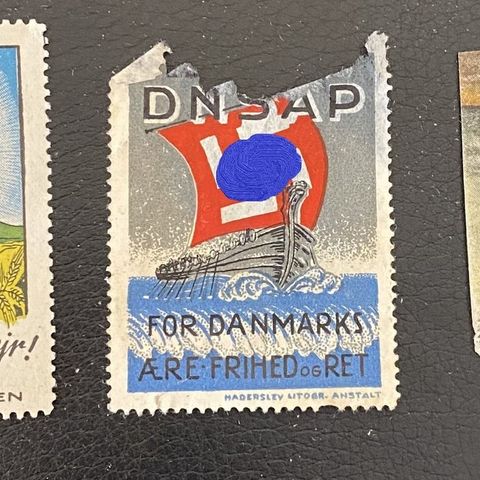 DNSAP
FOR DANMARKS
ÆRE·FRIHED OG RET
HADERSLEV LITOGR. ANSTALT